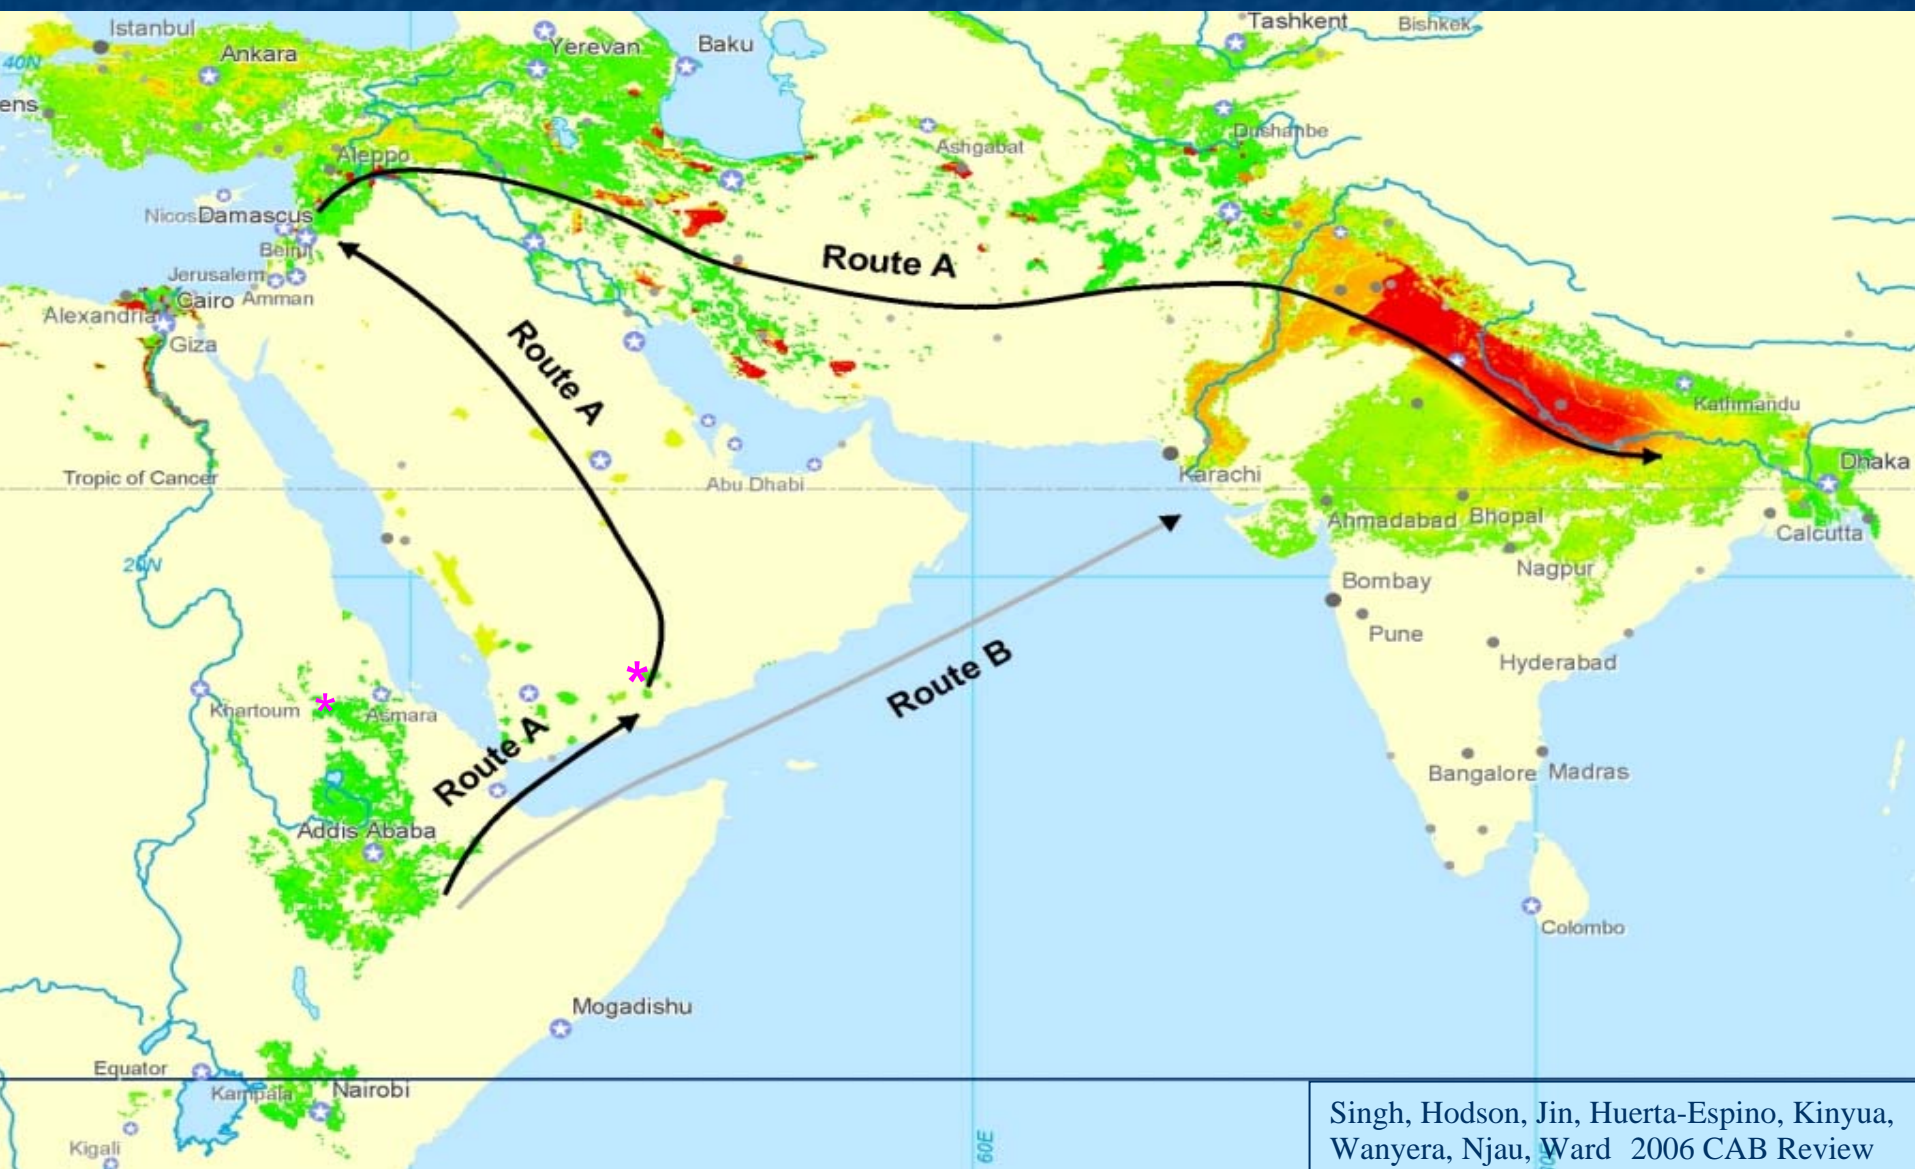 Istanbul
Tashkent
Bishkek
Yerevan
Baku
Ankara
40N
ens
Dushanbe
Ashgabat
Aleppo
Nicos
Damascus
Beirut
Route A
Jerusalem
Cairo
Amman
Alexandria
Giza
Route A
Kathmandu
Tropic of Cancer
Abu Dhabi
Karachi
Dhaka
Ahmadabad
Bhopal
Calcutta
20N
Nagpur
Bombay
Pune
Hyderabad
Route B
Khartoum
*
*
Asmara
Route A
Bangalore
Madras
Addis Ababa
Colombo
Mogadishu
Equator
Kampala
Nairobi
Kigali
60E
Singh, Hodson, Jin, Huerta-Espino, Kinyua,
Wanyera, Njau, Ward 2006 CAB Review